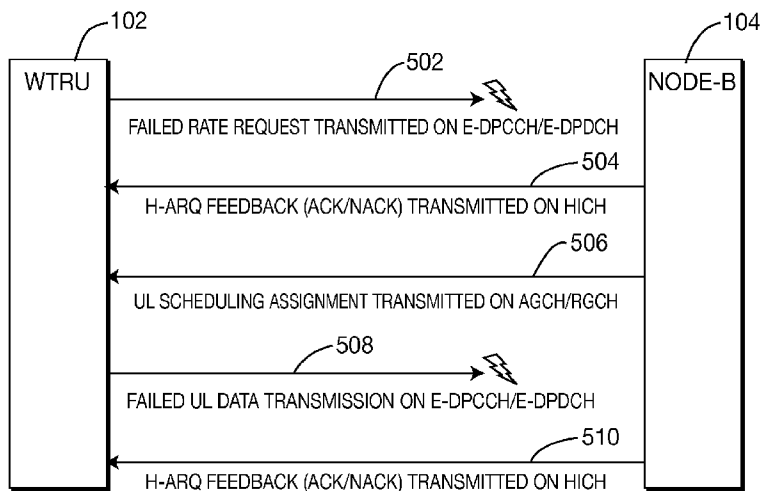 102
104
WTRU
NODE-B
502
FAILED RATE REQUEST TRANSMITTED ON E-DPCCH/E-DPDCH
504
H-ARQ FEEDBACK (ACK/NACK) TRANSMITTED ON HICH
506
UL SCHEDULING ASSIGNMENT TRANSMITTED ON AGCH/RGCH
508
FAILED UL DATA TRANSMISSION ON E-DPCCH/E-DPDCH
510
H-ARQ FEEDBACK (ACK/NACK) TRANSMITTED ON HICH